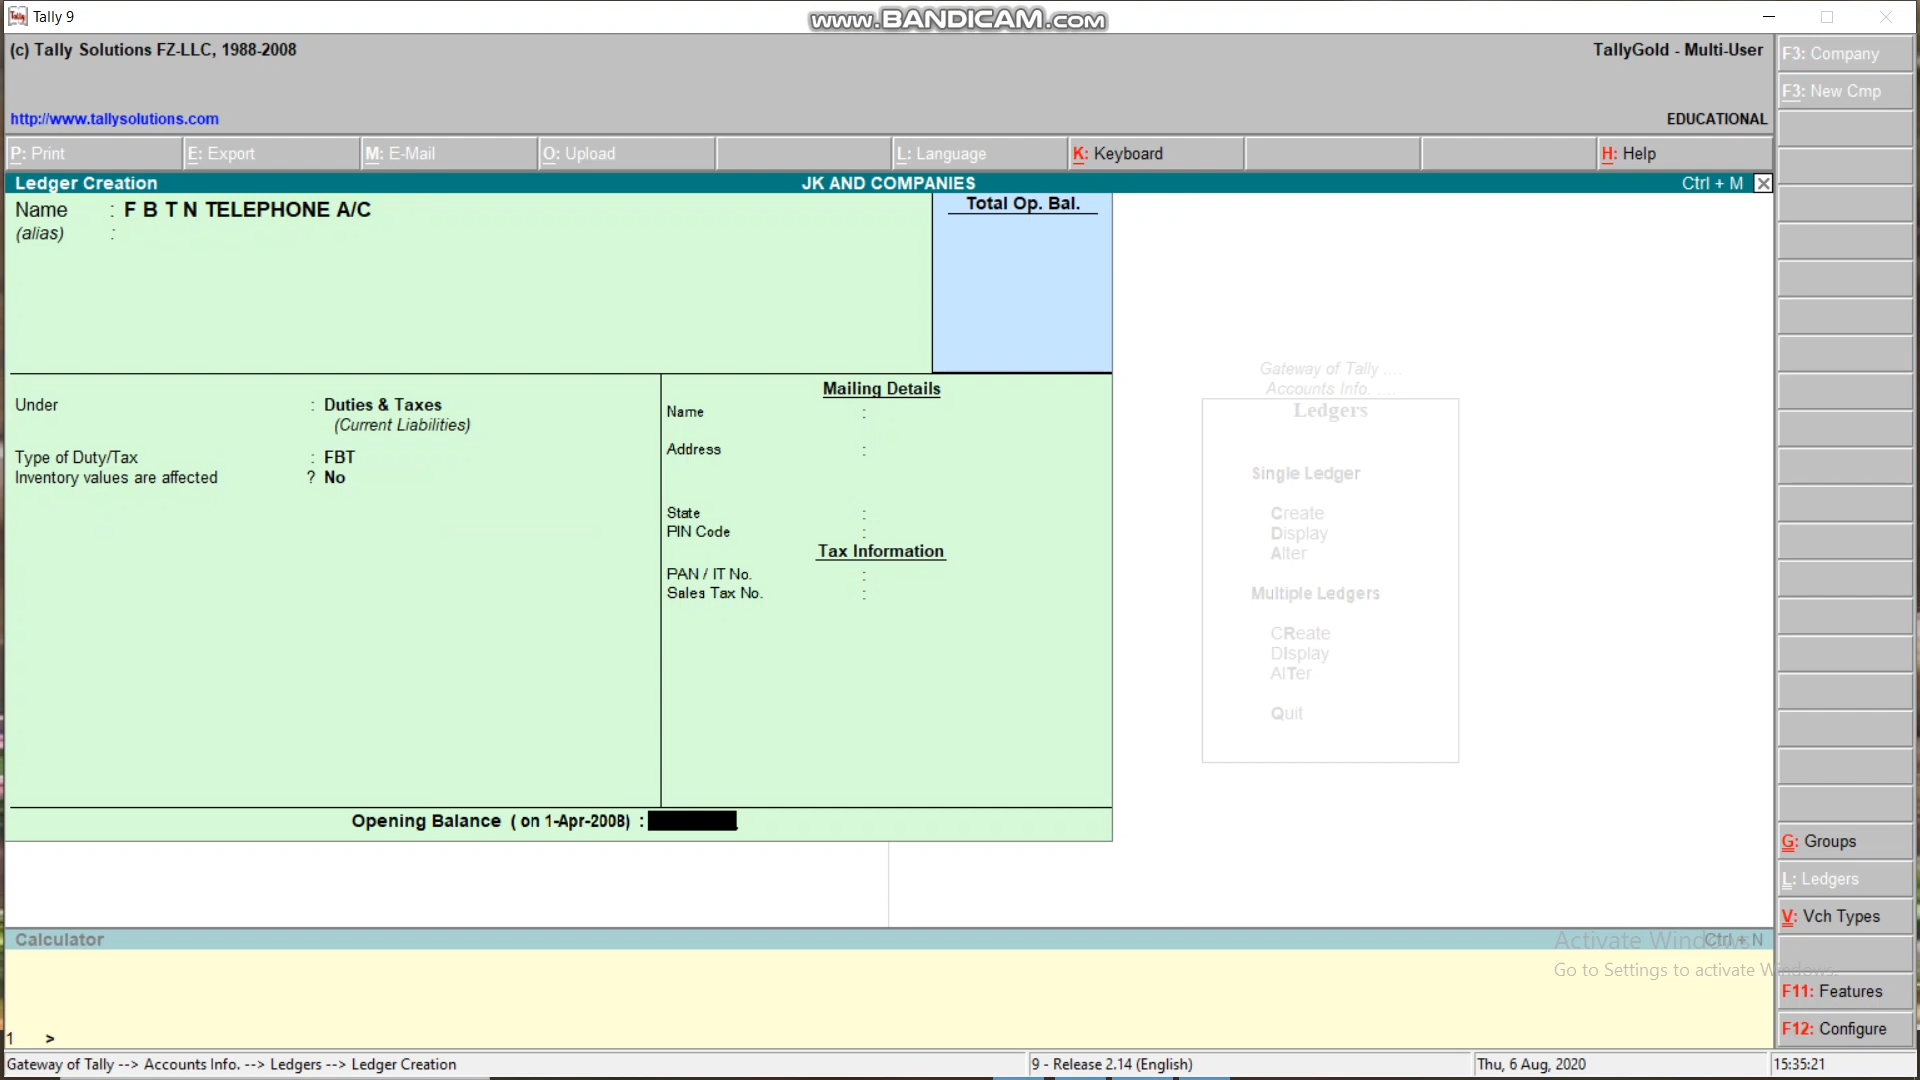 Tally 9
www.BANDICAM.com
(c) Tally Solutions FZ-LLC, 1988-2008
TallyGold - Multi-User
http://www.tallysolutions.com
EDUCATIONAL
P: Print
E: Export
M: E-Mail
O: Upload
L: Language
K: Keyboard
H: Help
Ledger Creation
JK AND COMPANIES
Ctrl + M
Name : F B T N TELEPHONE A/C
(alias) :
Total Op. Bal.
Under : Duties & Taxes
(Current Liabilities)
Type of Duty/Tax : FBT
Inventory values are affected ? No
Mailing Details
Name :
Address :
State :
PIN Code :
Tax Information
PAN / IT No. :
Sales Tax No. :
Opening Balance ( on 1-Apr-2008) :
Gateway of Tally ....
Accounts Info. ....
Ledgers
Single Ledger
Create
Display
Alter
Multiple Ledgers
CReate
DIsplay
AlTer
Quit
F3: Company
F3: New Cmp
G: Groups
L: Ledgers
V: Vch Types
F11: Features
F12: Configure
Calculator
Ctrl + N
Activate Windows
Go to Settings to activate Windows.
1 >
Gateway of Tally --> Accounts Info. --> Ledgers --> Ledger Creation
9 - Release 2.14 (English)
Thu, 6 Aug, 2020
15:35:21